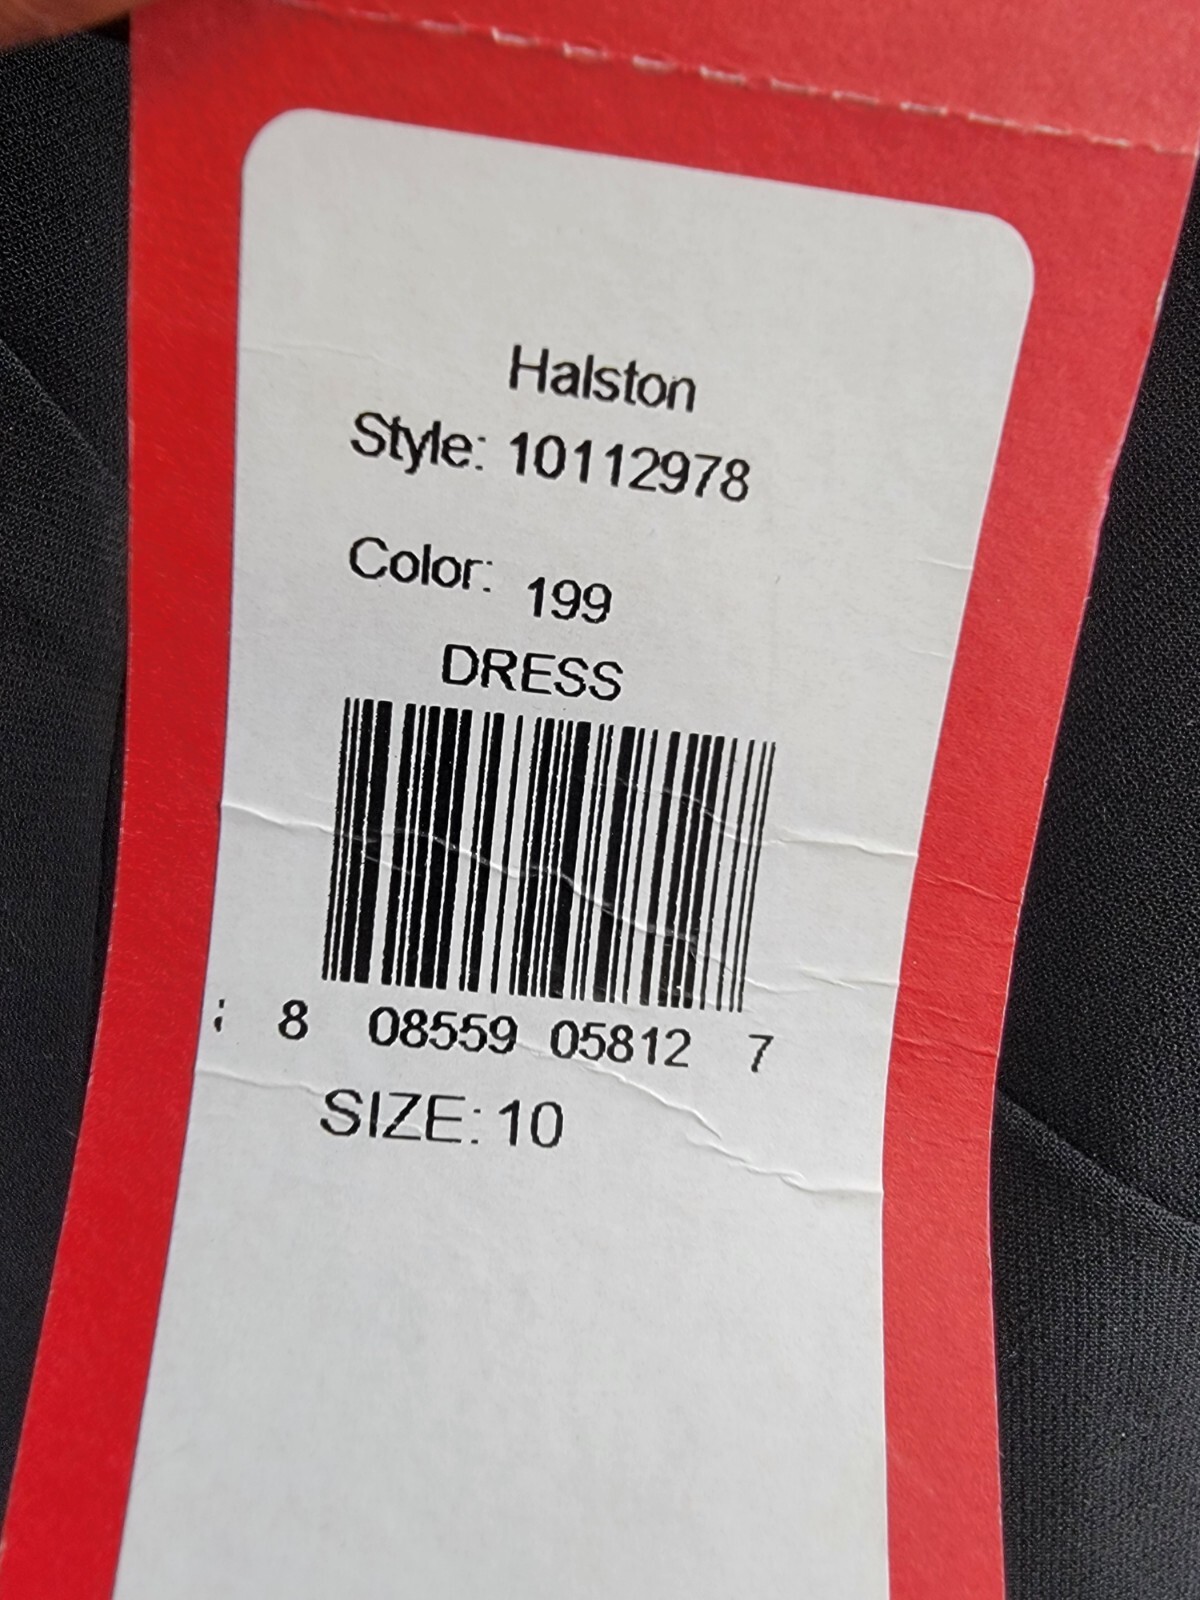 Halston
Style: 10112978
Color: 199
DRESS
8 08559 05812 7
SIZE: 10